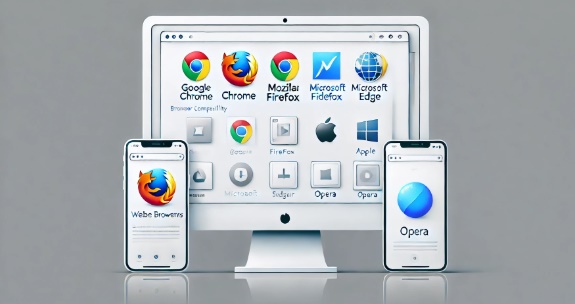 Google
Chrome
Chrome
Mozilar
Firefox
Microsoft
Fidefox
Microsoft
Edge
Browser Compatibility
FireFox
Apple
Microsoft
Opera
Opera
Webe Browsers
Opera